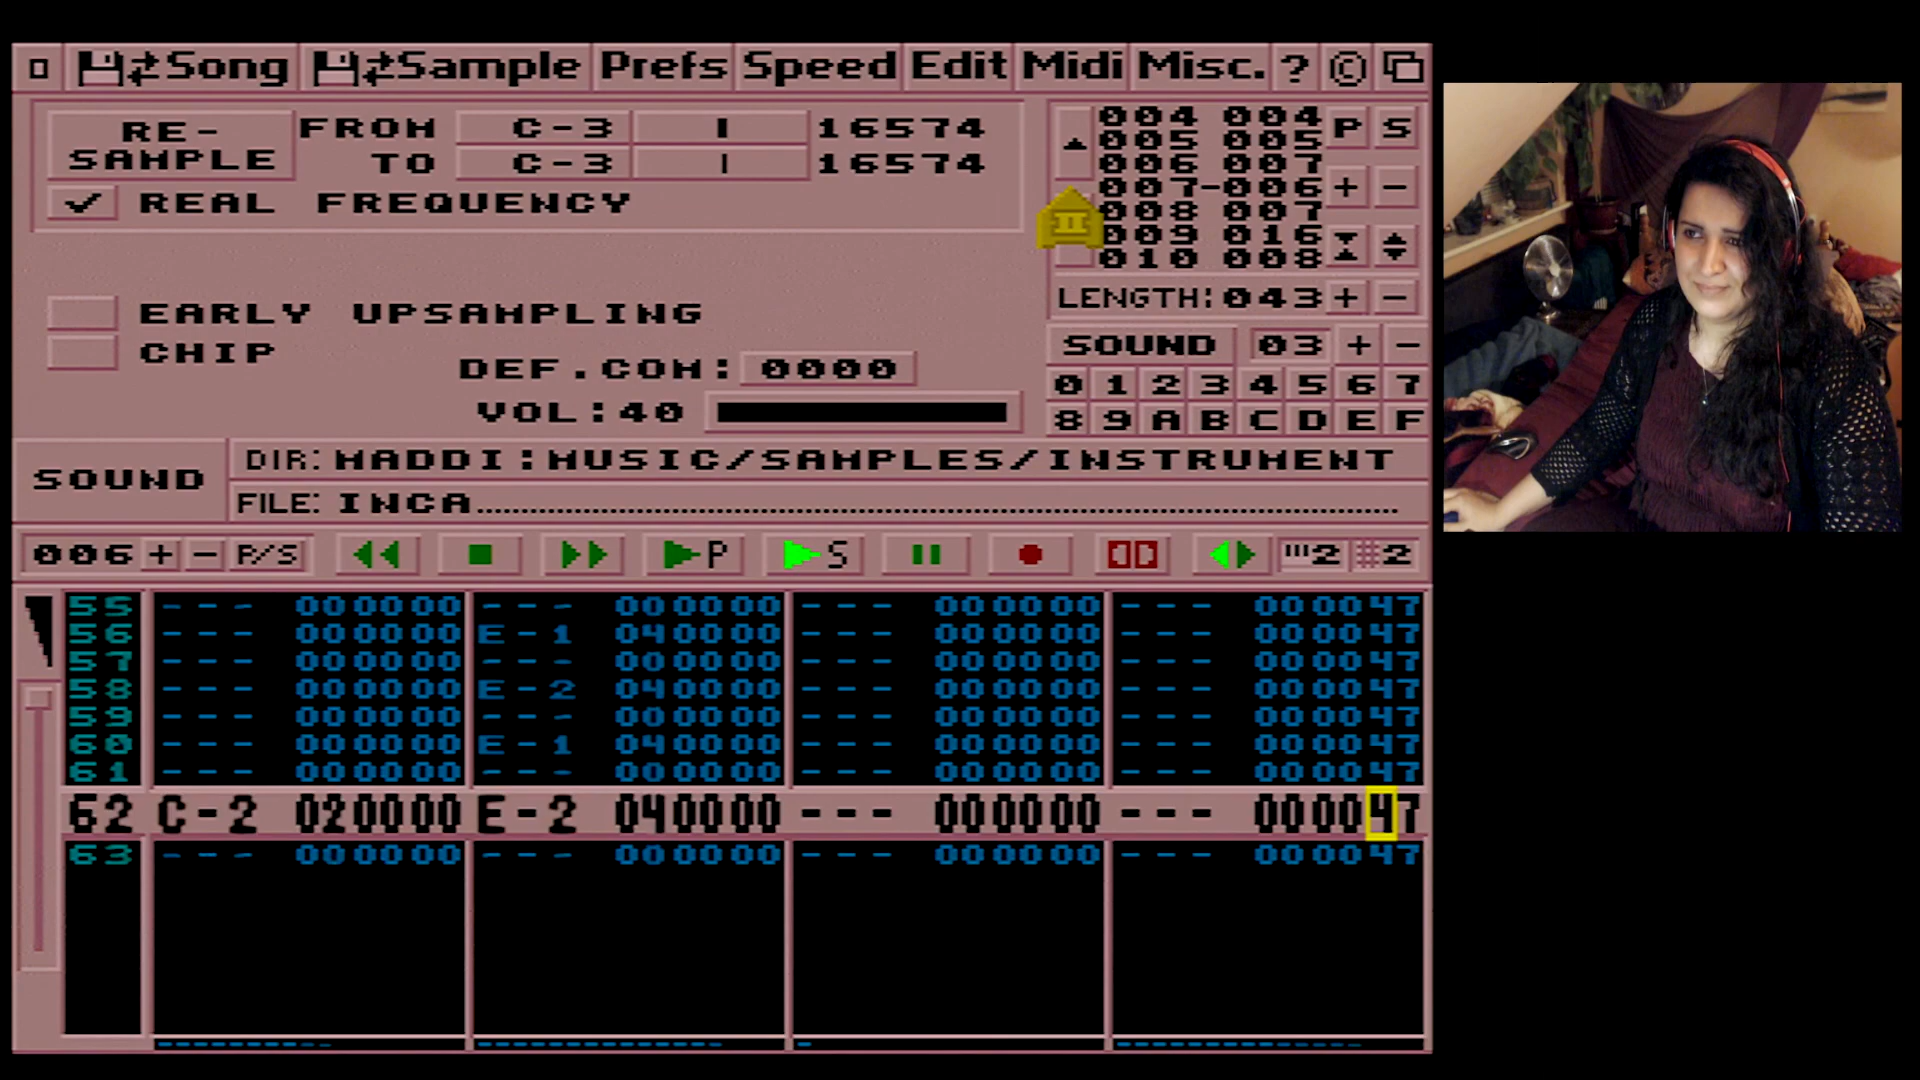 Song Sample Prefs Speed Edit Midi Misc. ? ©
RE-SAMPLE FROM C-3 16574
TO C-3 16574
REAL FREQUENCY
EARLY UPSAMPLING
CHIP
DEF.COM: 0000
VOL:40
004 004 P S
005 005
006 007
007-006 + -
008 007
009 016
010 008
LENGTH:043 + -
SOUND 03 + -
0 1 2 3 4 5 6 7
8 9 A B C D E F
SOUND DIR: HADDI:MUSIC/SAMPLES/INSTRUMENT
FILE: INCA
006 + - P/S P S 2 2
55 --- 000000 --- 000000 --- 000000 --- 000047
56 --- 000000 E-1 040000 --- 000000 --- 000047
57 --- 000000 --- 000000 --- 000000 --- 000047
58 --- 000000 E-2 040000 --- 000000 --- 000047
59 --- 000000 --- 000000 --- 000000 --- 000047
60 --- 000000 E-1 040000 --- 000000 --- 000047
61 --- 000000 --- 000000 --- 000000 --- 000047
62 C-2 020000 E-2 040000 --- 000000 --- 000047
63 --- 000000 --- 000000 --- 000000 --- 000047